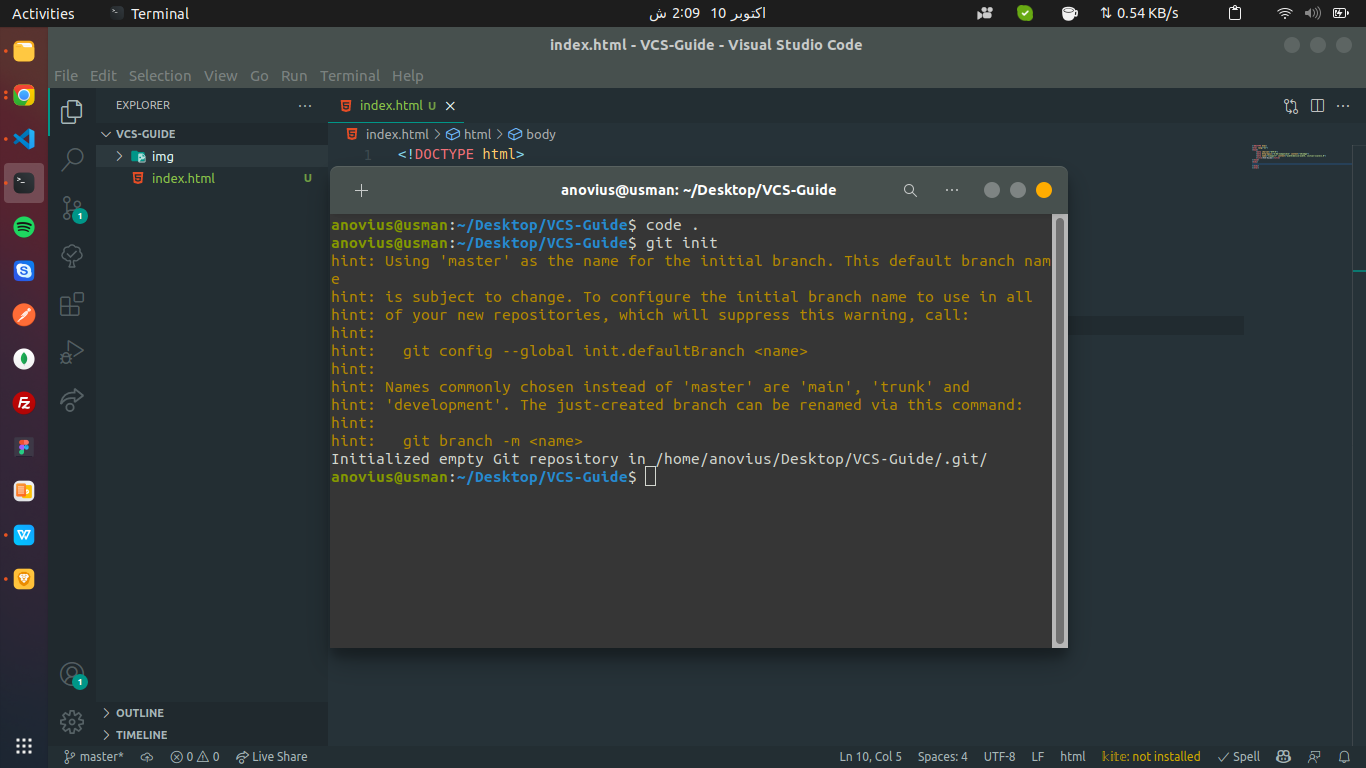 Activities
Terminal
اکتوبر 10  2:09 ش
0.54 KB/s
index.html - VCS-Guide - Visual Studio Code
File Edit Selection View Go Run Terminal Help
EXPLORER
VCS-GUIDE
img
index.html U
1
1
OUTLINE
TIMELINE
index.html U
index.html > html > body
1 <!DOCTYPE html>
anovius@usman: ~/Desktop/VCS-Guide
anovius@usman:~/Desktop/VCS-Guide$ code .
anovius@usman:~/Desktop/VCS-Guide$ git init
hint: Using 'master' as the name for the initial branch. This default branch nam
e
hint: is subject to change. To configure the initial branch name to use in all
hint: of your new repositories, which will suppress this warning, call:
hint:
hint:   git config --global init.defaultBranch <name>
hint:
hint: Names commonly chosen instead of 'master' are 'main', 'trunk' and
hint: 'development'. The just-created branch can be renamed via this command:
hint:
hint:   git branch -m <name>
Initialized empty Git repository in /home/anovius/Desktop/VCS-Guide/.git/
anovius@usman:~/Desktop/VCS-Guide$
master* 0 0 Live Share
Ln 10, Col 5 Spaces: 4 UTF-8 LF html kite: not installed Spell